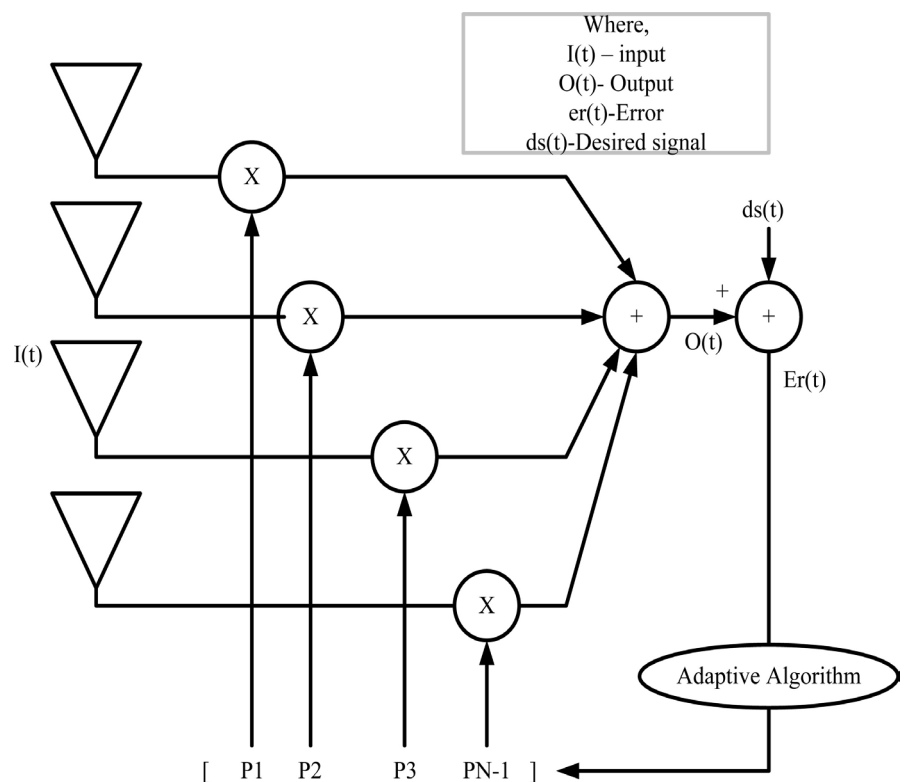 Where,
I(t) – input
O(t)- Output
er(t)-Error
ds(t)-Desired signal
X
ds(t)
X
+
+
O(t)
+
I(t)
Er(t)
X
X
Adaptive Algorithm
[ P1 P2 P3 PN-1 ]